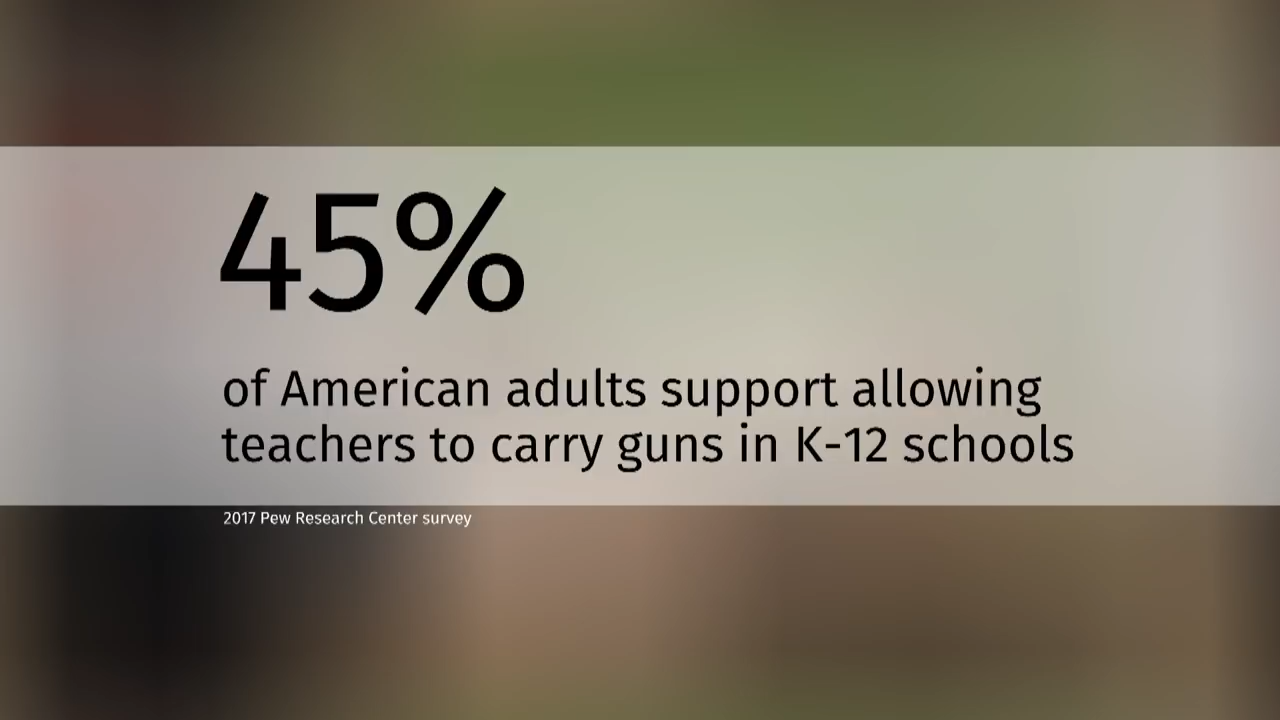 45%
of American adults support allowing
teachers to carry guns in K-12 schools
2017 Pew Research Center survey